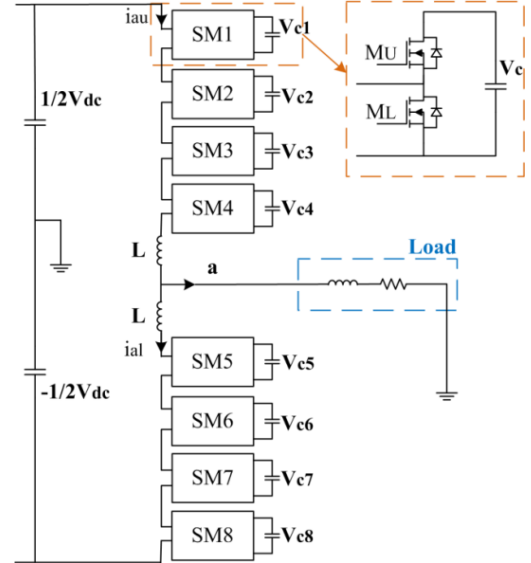 iau
SM1
Vc1
MU
Vc
ML
SM2
Vc2
1/2Vdc
SM3
Vc3
SM4
Vc4
L
a
Load
L
ial
SM5
Vc5
-1/2Vdc
SM6
Vc6
SM7
Vc7
SM8
Vc8